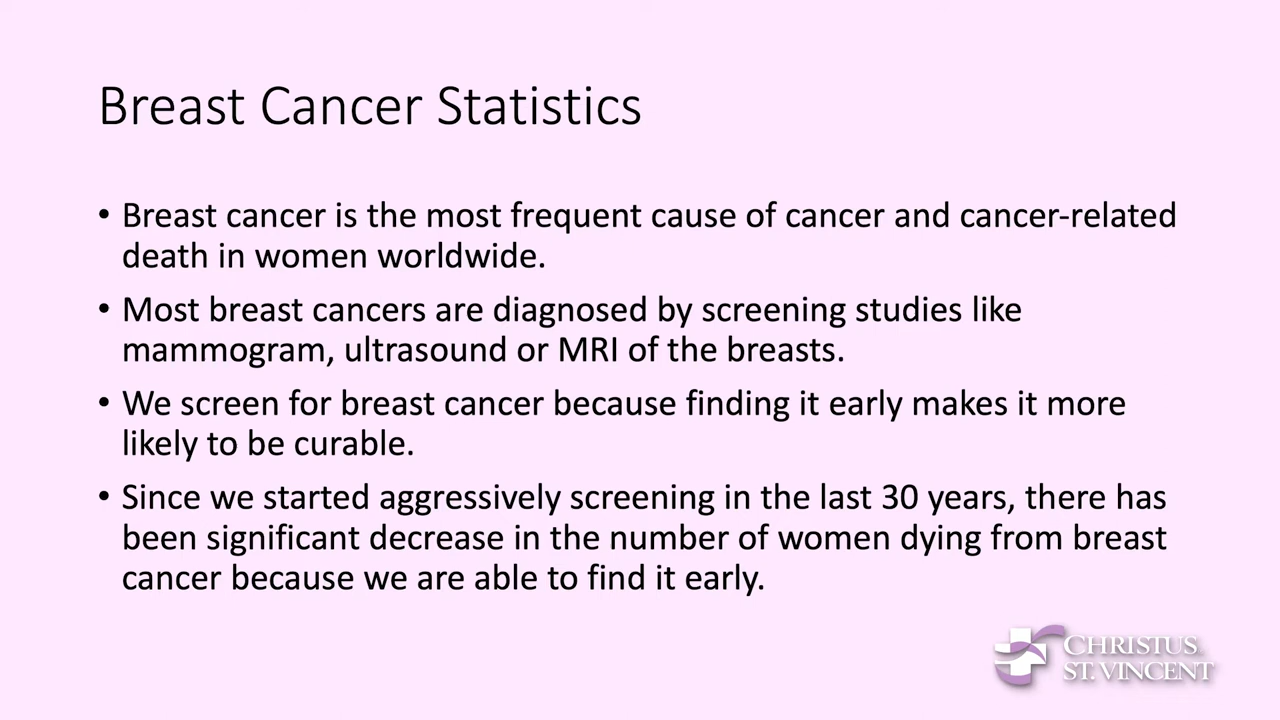 Breast Cancer Statistics
• Breast cancer is the most frequent cause of cancer and cancer-related
death in women worldwide.
• Most breast cancers are diagnosed by screening studies like
mammogram, ultrasound or MRI of the breasts.
• We screen for breast cancer because finding it early makes it more
likely to be curable.
• Since we started aggressively screening in the last 30 years, there has
been significant decrease in the number of women dying from breast
cancer because we are able to find it early.
CHRISTUS
ST. VINCENT